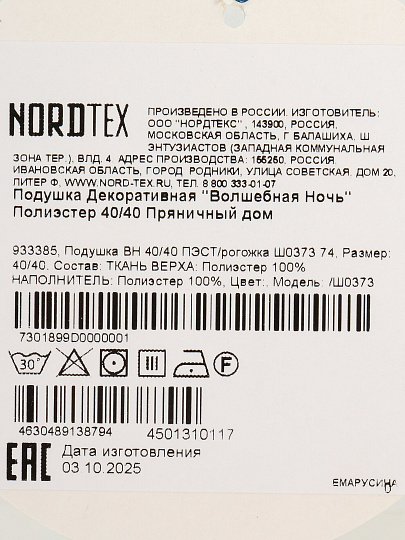 NORDTEX
ПРОИЗВЕДЕНО В РОССИИ. ИЗГОТОВИТЕЛЬ:
ООО "НОРДТЕКС" , 143900, РОССИЯ,
МОСКОВСКАЯ ОБЛАСТЬ, Г БАЛАШИХА. Ш
ЭНТУЗИАСТОВ (ЗАПАДНАЯ КОММУНАЛЬНАЯ
ЗОНА ТЕР.), ВЛД. 4. АДРЕС ПРОИЗВОДСТВА: 155250. РОССИЯ.
ИВАНОВСКАЯ ОБЛАСТЬ, ГОРОД РОДНИКИ, УЛИЦА СОВЕТСКАЯ. ДОМ 20,
ЛИТЕР Ф, WWW.NORD-TEX.RU, ТЕЛ. 8 800 333-01-07
Подушка Декоративная "Волшебная Ночь"
Полиэстер 40/40 Пряничный дом
933385, Подушка ВН 40/40 ПЭСТ/рогожка Ш0373 74, Размер:
40/40. Состав: ТКАНЬ ВЕРХА: Полиэстер 100%
НАПОЛНИТЕЛЬ: Полиэстер 100%, Цвет:, Модель: /Ш0373
7301899D0000001
30° F
4630489138794 4501310117
EAC Дата изготовления
03 10.2025
ЕМАРУСИНА